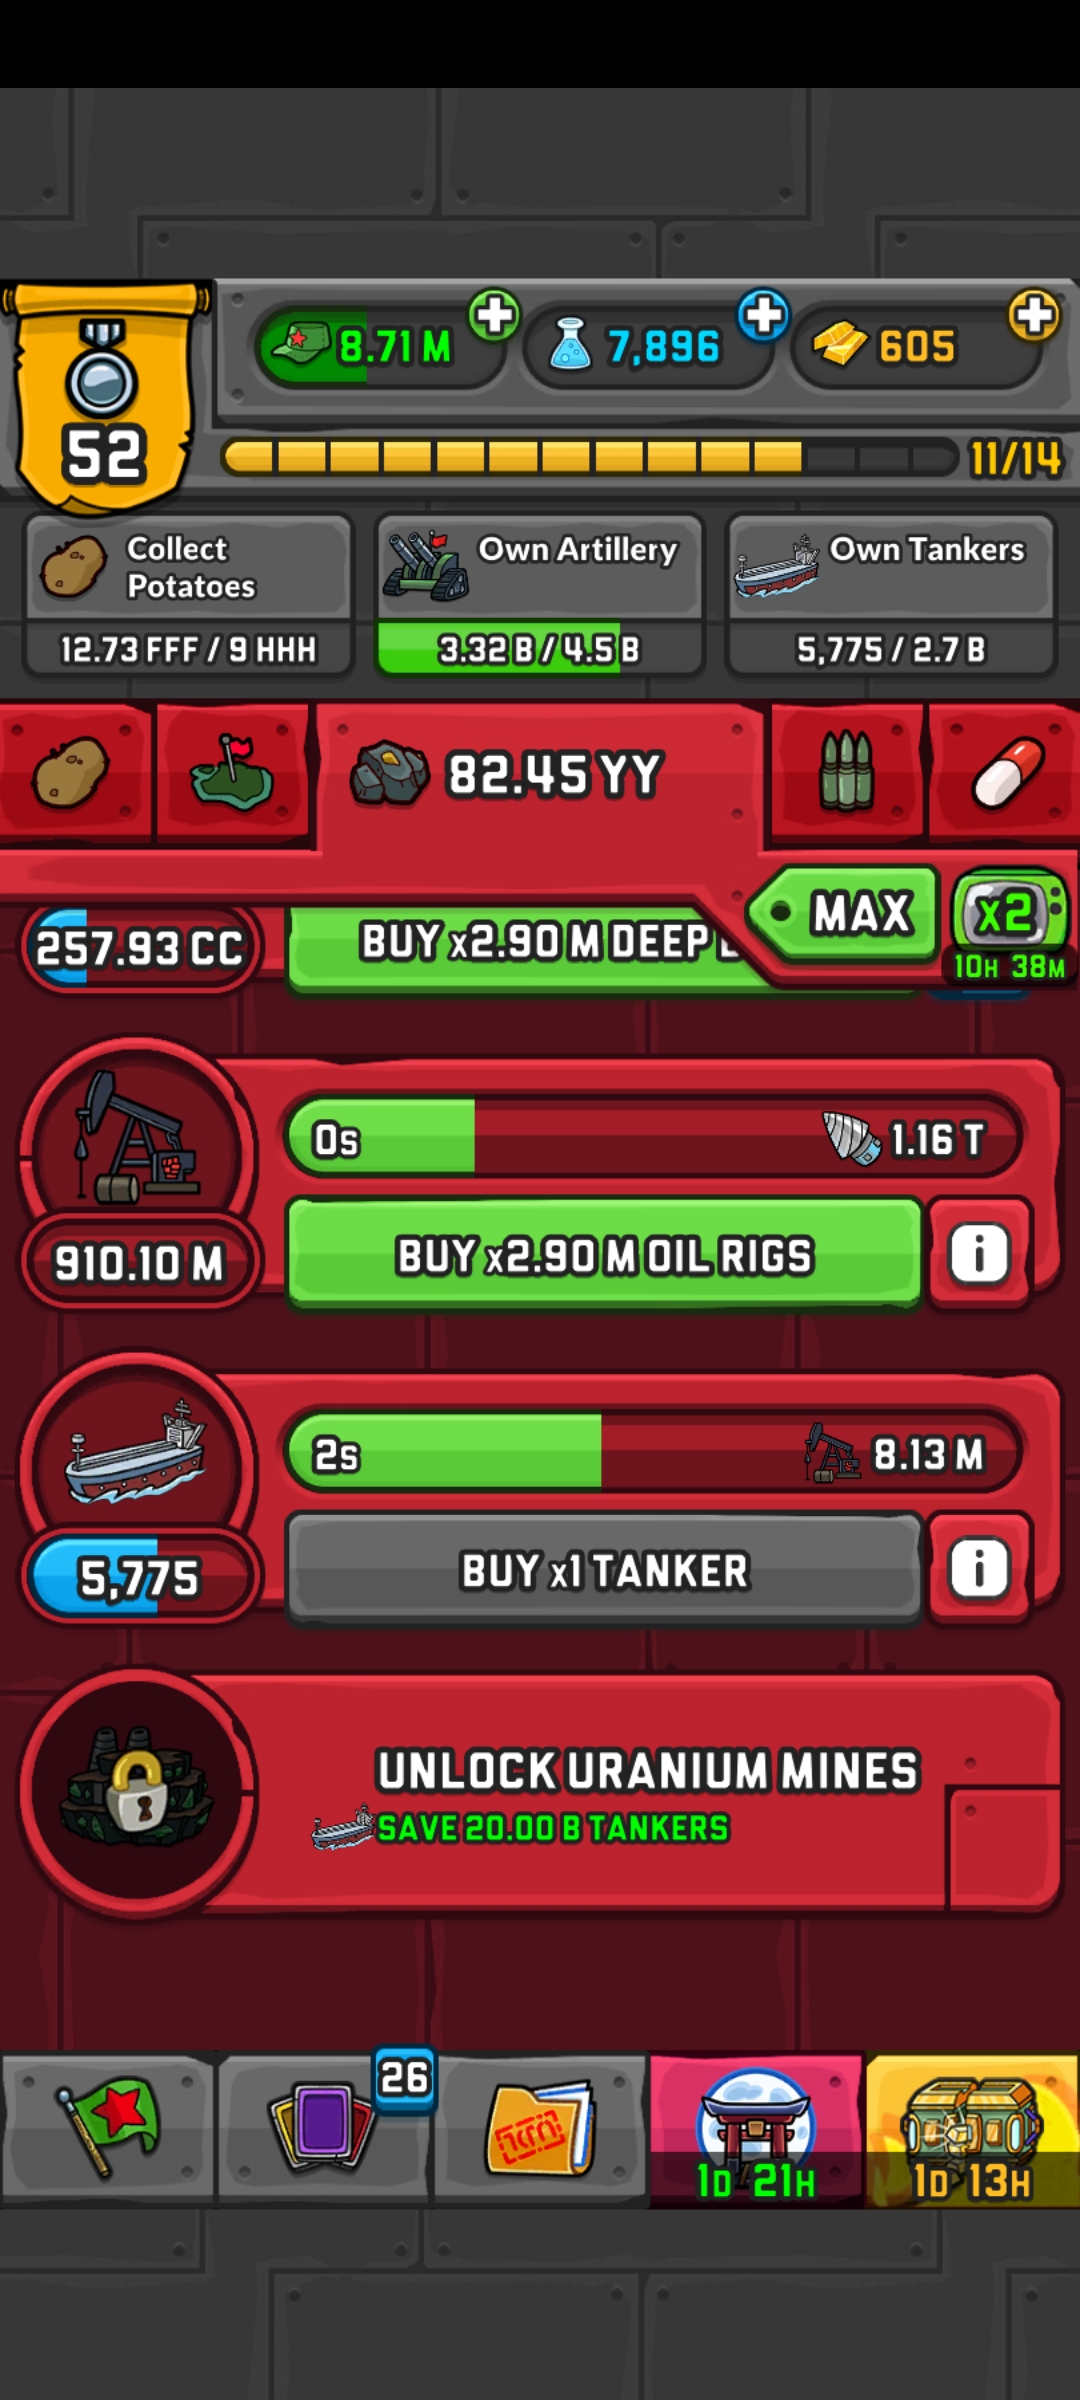 8.71 M
7,896
605
52
11/14
Collect
Potatoes
12.73 FFF / 9 HHH
Own Artillery
3.32 B / 4.5 B
Own Tankers
5,775 / 2.7 B
82.45 YY
MAX
x2
10H 38M
257.93 CC
BUY x2.90 M DEEP
0s
1.16 T
910.10 M
BUY x2.90 M OIL RIGS
i
2s
8.13 M
5,775
BUY x1 TANKER
i
UNLOCK URANIUM MINES
SAVE 20.00 B TANKERS
26
1D 21H
1D 13H